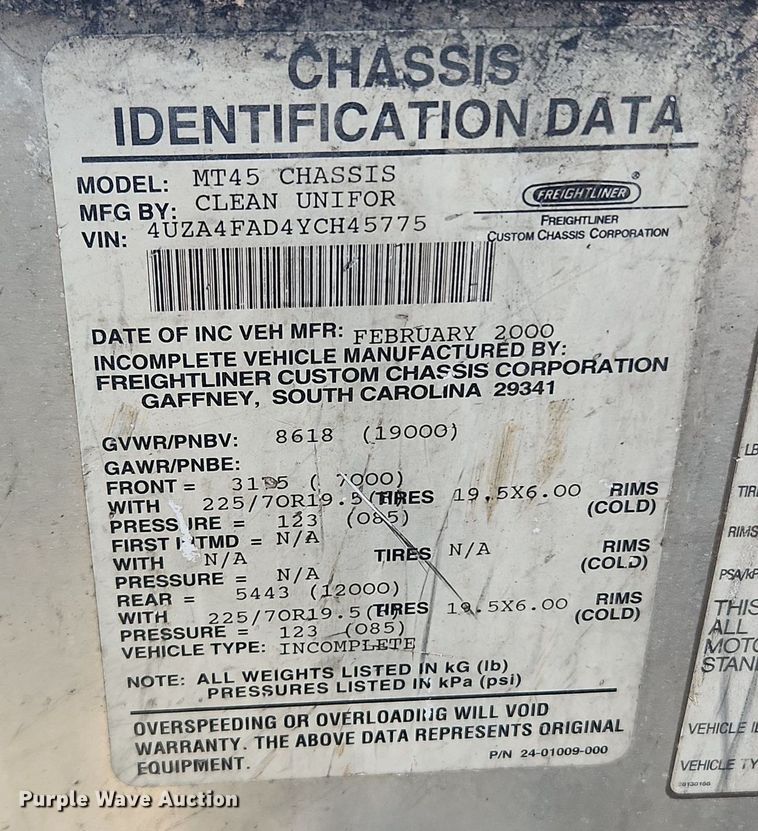 CHASSIS
IDENTIFICATION DATA
MODEL: MT45 CHASSIS
MFG BY: CLEAN UNIFOR
VIN: 4UZA4FAD4YCH45775
FREIGHTLINER ®
FREIGHTLINER
CUSTOM CHASSIS CORPORATION
DATE OF INC VEH MFR: FEBRUARY 2000
INCOMPLETE VEHICLE MANUFACTURED BY:
FREIGHTLINER CUSTOM CHASSIS CORPORATION
GAFFNEY, SOUTH CAROLINA 29341
GVWR/PNBV: 8618 (19000)
GAWR/PNBE:
FRONT = 3175 ( 7000)
WITH 225/70R19.5 TIRES 19.5X6.00 RIMS
PRESSURE = 123 (085) (COLD)
FIRST INTMD = N/A
WITH N/A TIRES N/A RIMS
PRESSURE = N/A (COLD)
REAR = 5443 (12000)
WITH 225/70R19.5 TIRES 19.5X6.00 RIMS
PRESSURE = 123 (085) (COLD)
VEHICLE TYPE: INCOMPLETE
NOTE: ALL WEIGHTS LISTED IN KG (lb)
PRESSURES LISTED IN kPa (psi)
OVERSPEEDING OR OVERLOADING WILL VOID
WARRANTY. THE ABOVE DATA REPRESENTS ORIGINAL
EQUIPMENT. P/N 24-01009-000
RIMS
THIS
ALL
VEHICLE
Purple Wave Auction